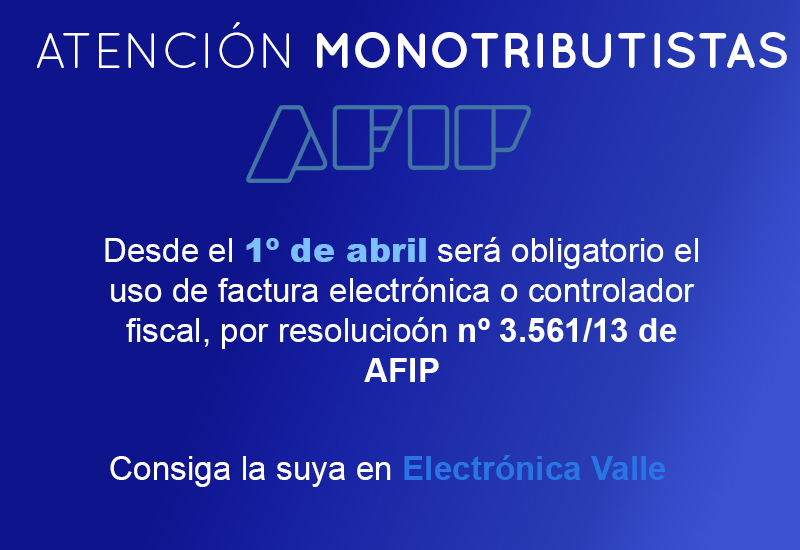 ATENCIÓN MONOTRIBUTISTAS
AFIP
Desde el 1º de abril será obligatorio el
uso de factura electrónica o controlador
fiscal, por resolucioón nº 3.561/13 de
AFIP
Consiga la suya en Electrónica Valle